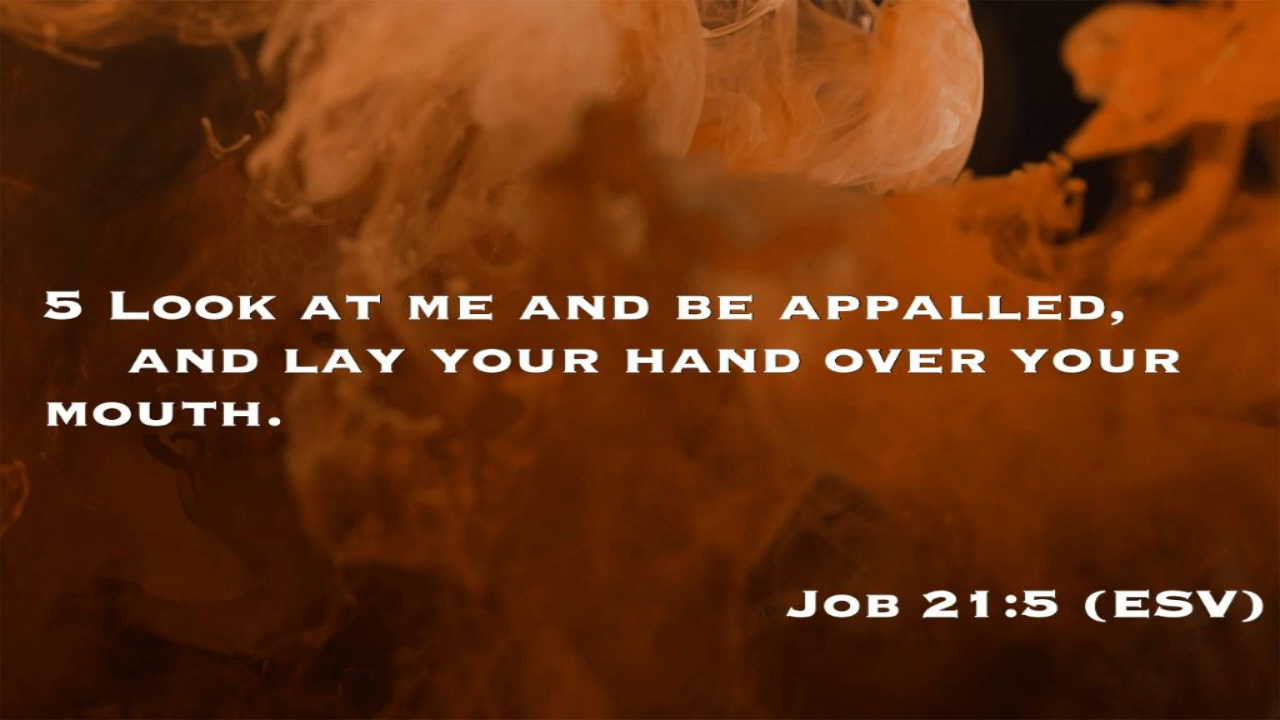 5 Look at me and be appalled,
and lay your hand over your
mouth.
Job 21:5 (ESV)